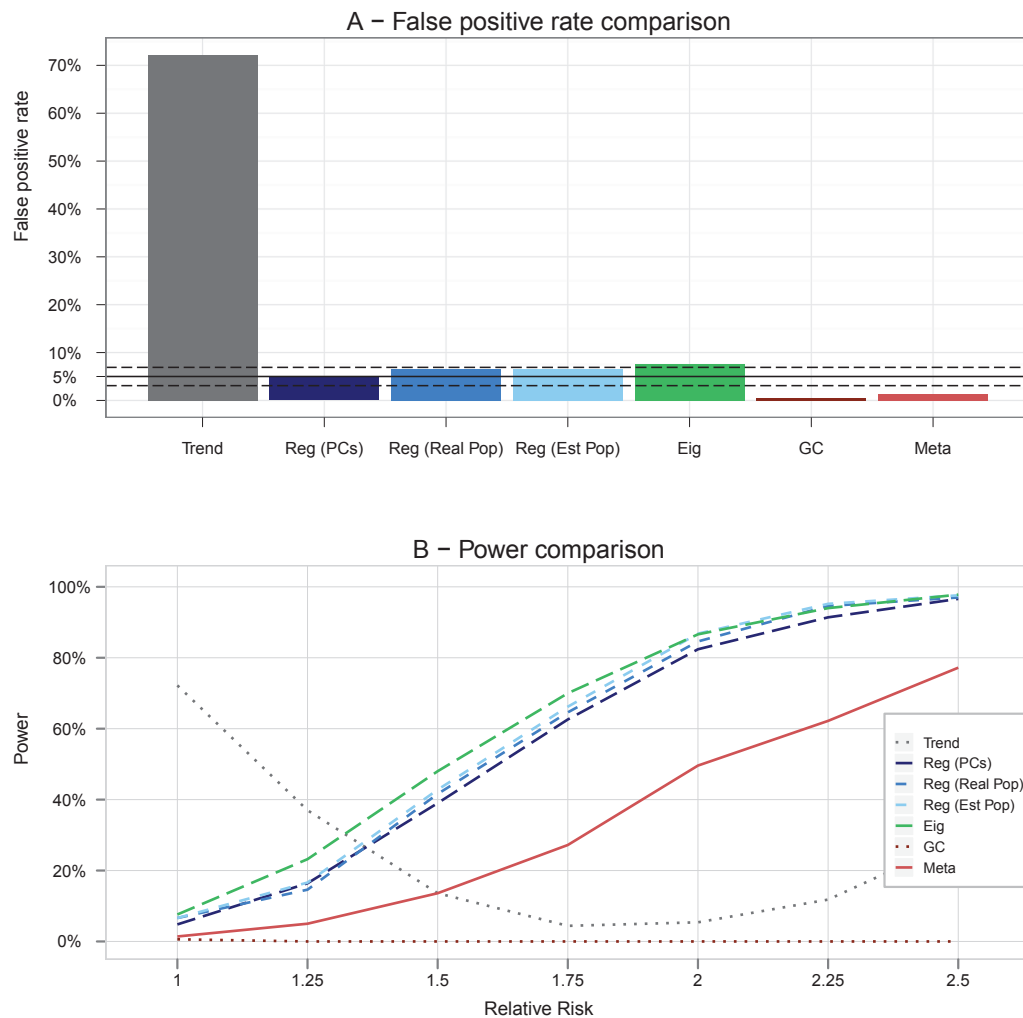 A − False positive rate comparison
False positive rate
70%
60%
50%
40%
30%
20%
10%
5%
0%
Trend Reg (PCs) Reg (Real Pop) Reg (Est Pop) Eig GC Meta
B − Power comparison
Power
100%
80%
60%
40%
20%
0%
Trend
Reg (PCs)
Reg (Real Pop)
Reg (Est Pop)
Eig
GC
Meta
1 1.25 1.5 1.75 2 2.25 2.5
Relative Risk